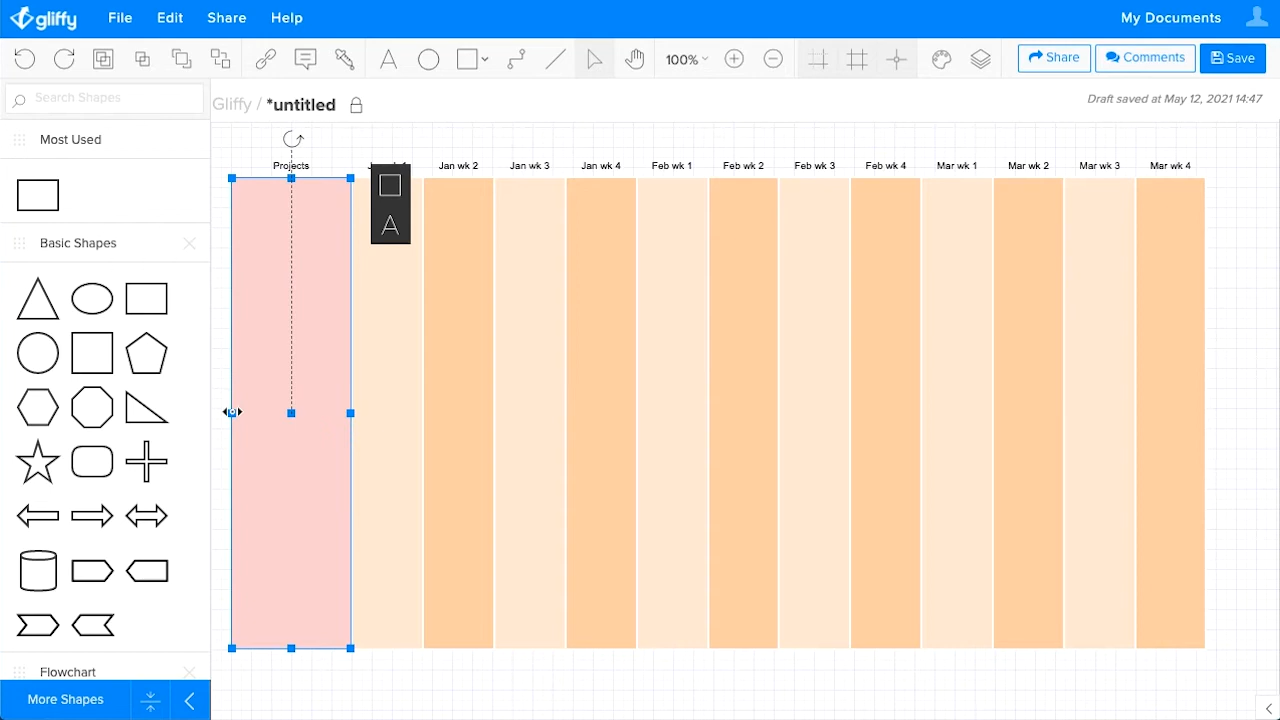 gliffy File Edit Share Help My Documents
100% Share Comments Save
Search Shapes
Gliffy / *untitled
Draft saved at May 12, 2021 14:47
Most Used
Basic Shapes
Flowchart
More Shapes
Projects Jan wk 2 Jan wk 3 Jan wk 4 Feb wk 1 Feb wk 2 Feb wk 3 Feb wk 4 Mar wk 1 Mar wk 2 Mar wk 3 Mar wk 4
A